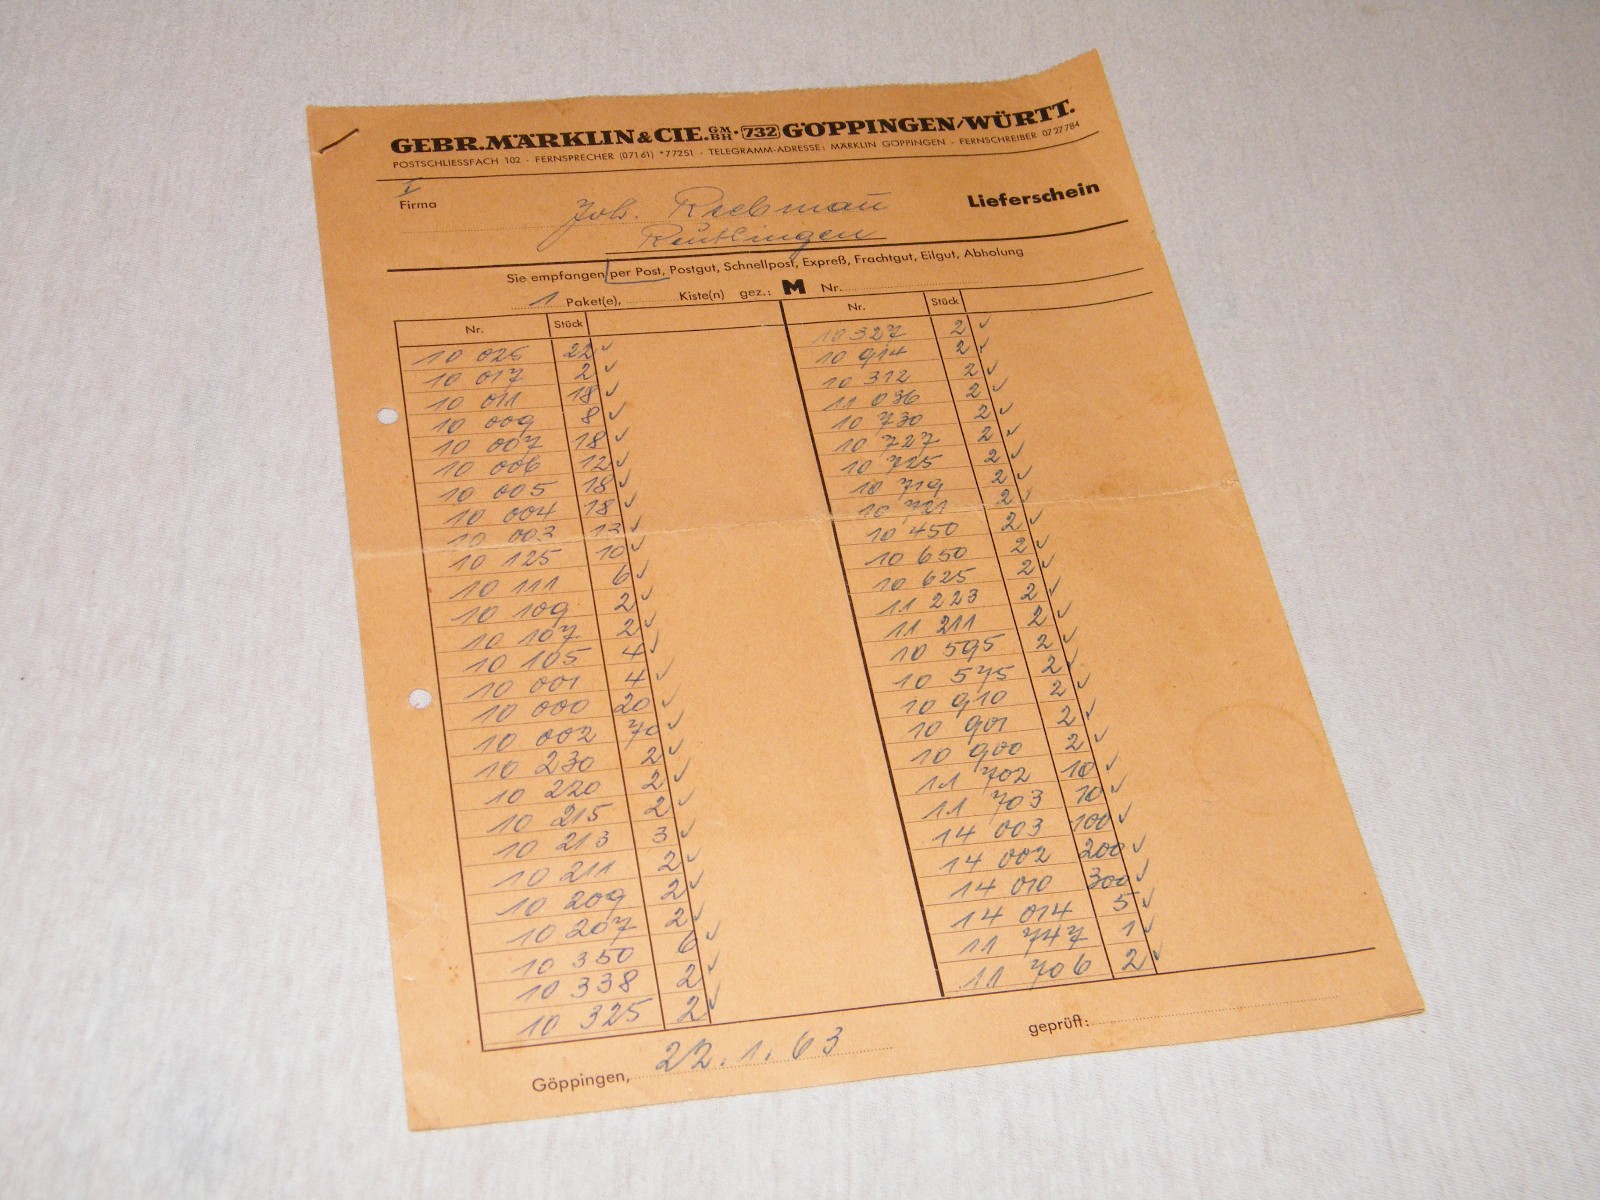 GEBR. MÄRKLIN & CIE. GMBH · 732 GÖPPINGEN/WÜRTT.
POSTSCHLIESSFACH 102 · FERNSPRECHER (07161) *77251 · TELEGRAMM-ADRESSE: MÄRKLIN GÖPPINGEN · FERNSCHREIBER 0727784
I
Firma Joh.
Lieferschein
Reutlingen
Sie empfangen per Post, Postgut, Schnellpost, Expreß, Frachtgut, Eilgut, Abholung
1 Paket(e), Kiste(n) gez.: M Nr.
Nr. Stück
10 025 22 ✓
10 017 2 ✓
10 011 18 ✓
10 009 8 ✓
10 007 18 ✓
10 006 12 ✓
10 005 18 ✓
10 004 18 ✓
10 003 ✓
10 125 10 ✓
10 111 6 ✓
10 109 2 ✓
10 107 2 ✓
10 105 4 ✓
10 001 4 ✓
10 000 20 ✓
10 002 70 ✓
10 230 2 ✓
10 220 2 ✓
10 215 2 ✓
10 213 3 ✓
10 211 2 ✓
10 209 2 ✓
10 207 2 ✓
10 350 6 ✓
10 338 2 ✓
10 325 2 ✓
Nr. Stück
10 327 2 ✓
10 914 2 ✓
10 312 2 ✓
11 036 2 ✓
10 730 2 ✓
10 727 2 ✓
10 725 2 ✓
10 719 2 ✓
10 721 2 ✓
10 450 2 ✓
10 650 2 ✓
10 625 2 ✓
11 223 2 ✓
11 211 2 ✓
10 595 2 ✓
10 575 2 ✓
10 910 2 ✓
10 901 2 ✓
10 900 2 ✓
11 702 10 ✓
11 703 10 ✓
14 003 100 ✓
14 002 200 ✓
14 010 300 ✓
14 014 5 ✓
11 747 1 ✓
11 706 2 ✓
Göppingen, 22.1.63
geprüft: